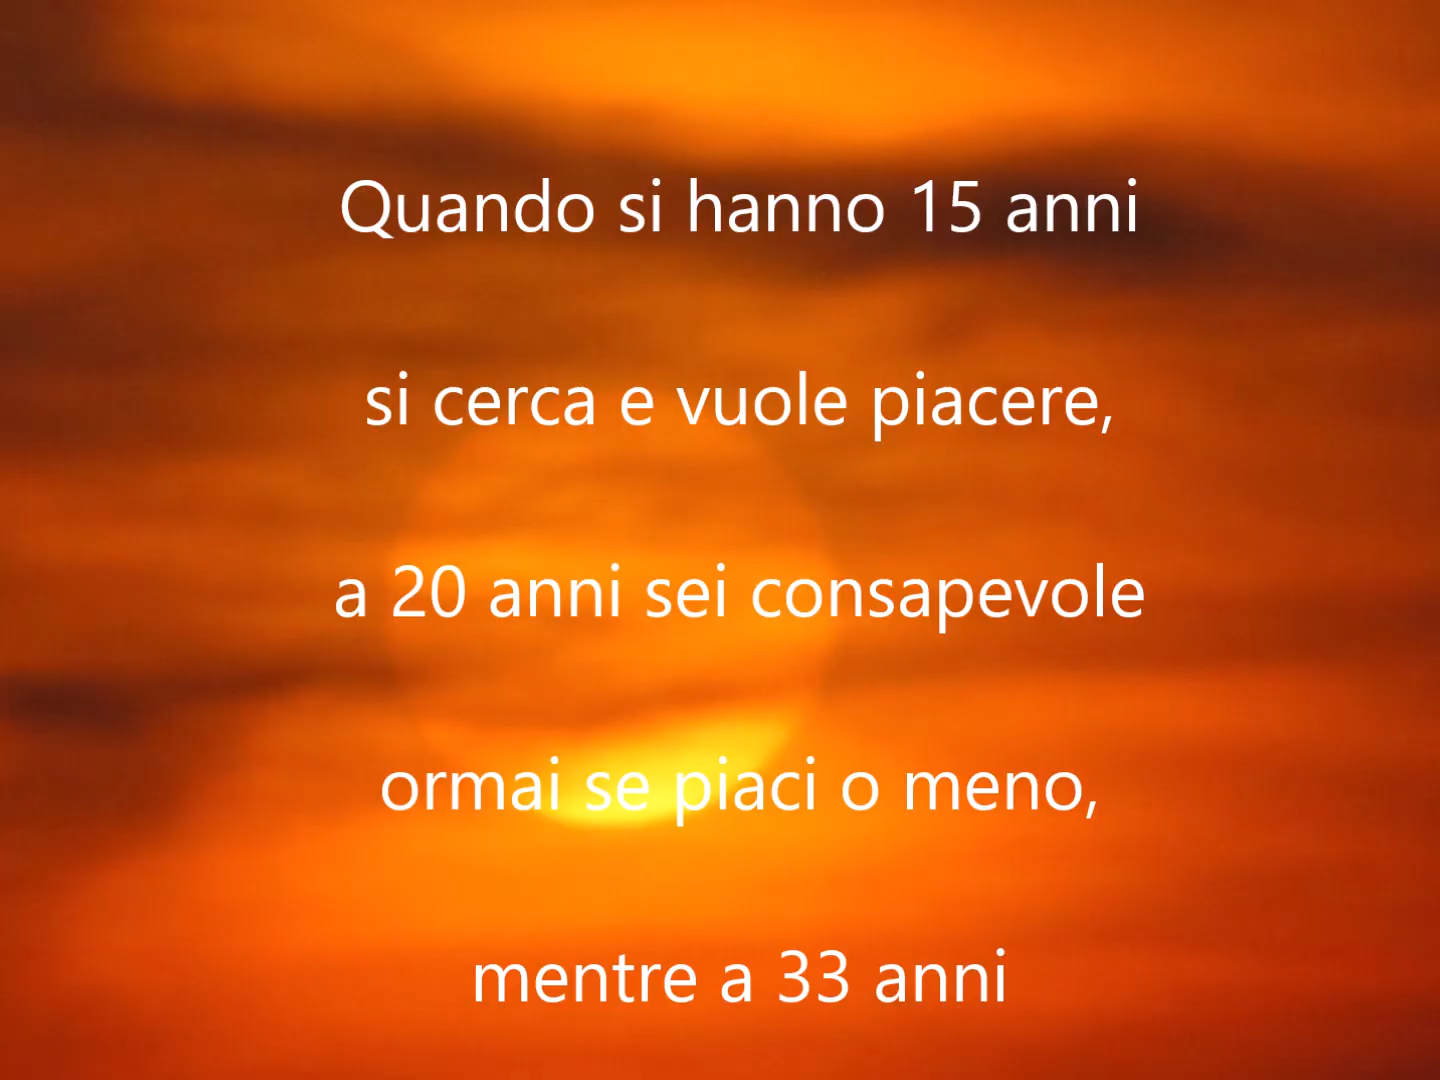 Quando si hanno 15 anni
si cerca e vuole piacere,
a 20 anni sei consapevole
ormai se piaci o meno,
mentre a 33 anni